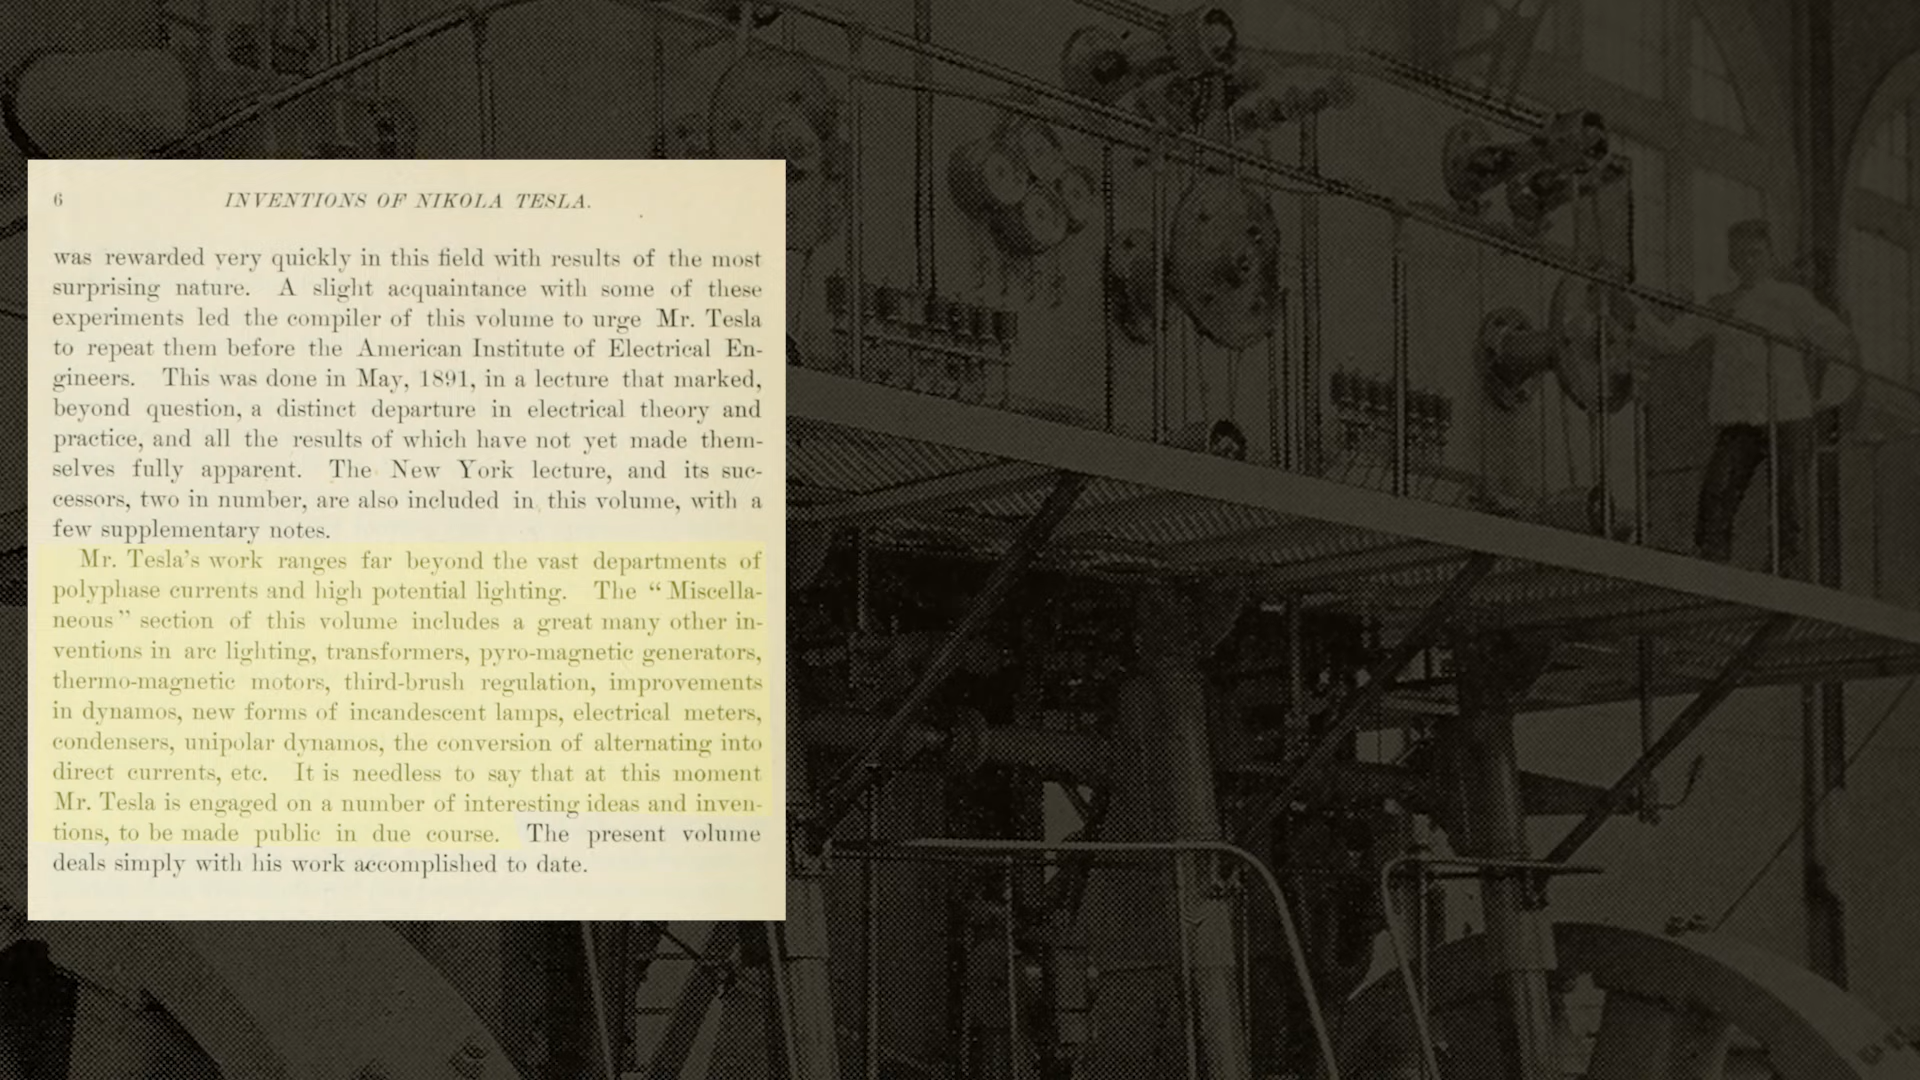 6 INVENTIONS OF NIKOLA TESLA.
was rewarded very quickly in this field with results of the most
surprising nature. A slight acquaintance with some of these
experiments led the compiler of this volume to urge Mr. Tesla
to repeat them before the American Institute of Electrical En-
gineers. This was done in May, 1891, in a lecture that marked,
beyond question, a distinct departure in electrical theory and
practice, and all the results of which have not yet made them-
selves fully apparent. The New York lecture, and its suc-
cessors, two in number, are also included in this volume, with a
few supplementary notes.
Mr. Tesla's work ranges far beyond the vast departments of
polyphase currents and high potential lighting. The “Miscella-
neous” section of this volume includes a great many other in-
ventions in arc lighting, transformers, pyro-magnetic generators,
thermo-magnetic motors, third-brush regulation, improvements
in dynamos, new forms of incandescent lamps, electrical meters,
condensers, unipolar dynamos, the conversion of alternating into
direct currents, etc. It is needless to say that at this moment
Mr. Tesla is engaged on a number of interesting ideas and inven-
tions, to be made public in due course. The present volume
deals simply with his work accomplished to date.